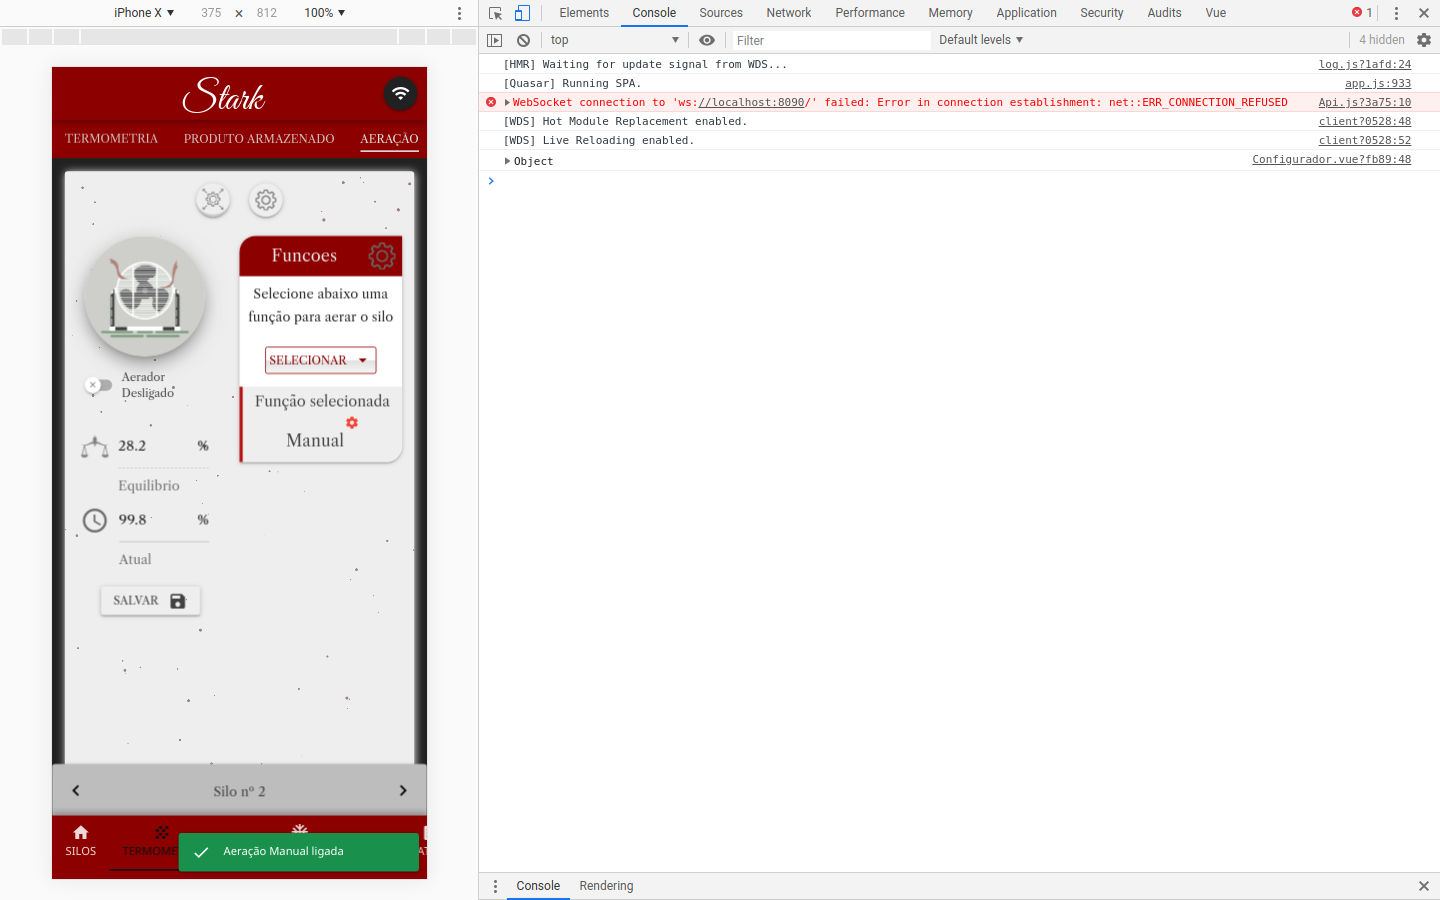 iPhone X ▼ 375 × 812 100% ▼
Elements Console Sources Network Performance Memory Application Security Audits Vue 1
top ▼ Filter Default levels ▼ 4 hidden
[HMR] Waiting for update signal from WDS... log.js?1afd:24
[Quasar] Running SPA. app.js:933
WebSocket connection to 'ws://localhost:8090/' failed: Error in connection establishment: net::ERR_CONNECTION_REFUSED Api.js?3a75:10
[WDS] Hot Module Replacement enabled. client?0528:48
[WDS] Live Reloading enabled. client?0528:52
Object Configurador.vue?fb89:48
Stark
TERMOMETRIA PRODUTO ARMAZENADO AERAÇÃO
Funcoes
Selecione abaixo uma
função para aerar o silo
SELECIONAR
Aerador
Desligado
Função selecionada
Manual
28.2 %
Equilibrio
99.8 %
Atual
SALVAR
Silo nº 2
SILOS TERMOME
Aeração Manual ligada
Console Rendering